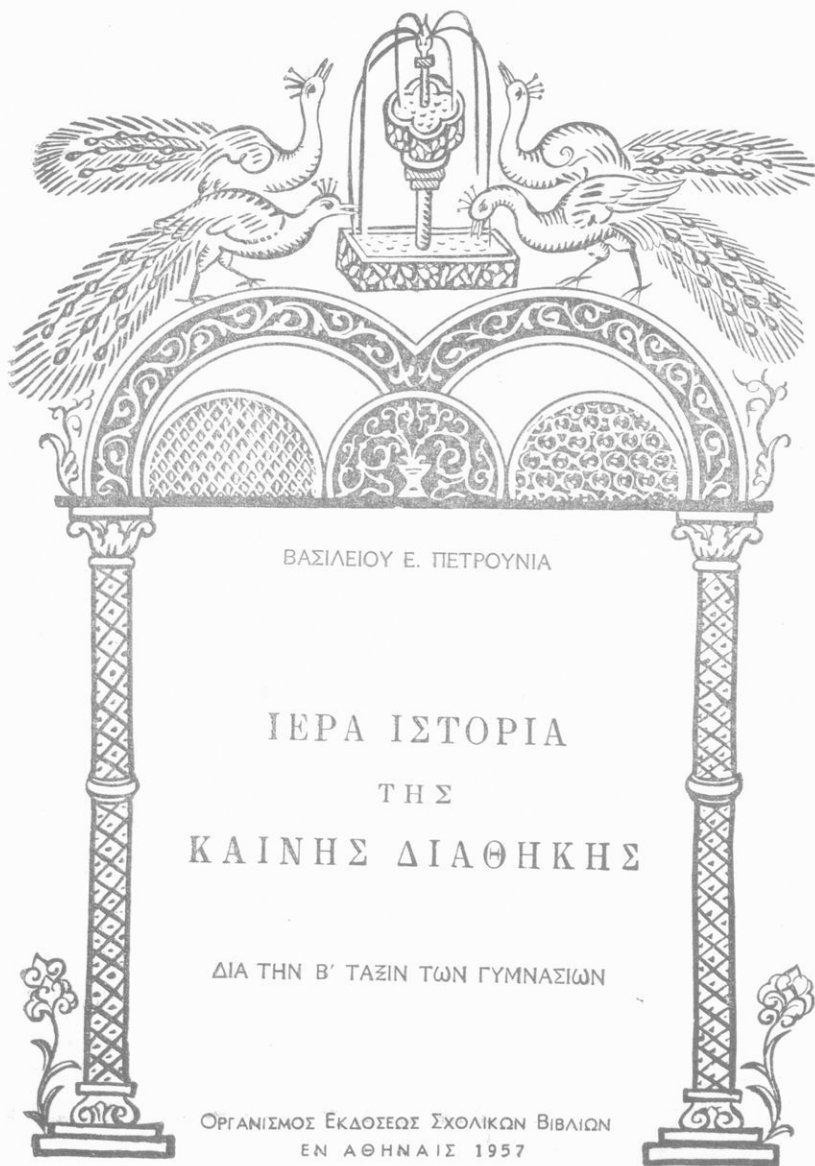 ΒΑΣΙΛΕΙΟΥ Ε. ΠΕΤΡΟΥΝΙΑ
ΙΕΡΑ ΙΣΤΟΡΙΑ
ΤΗΣ
ΚΑΙΝΗΣ ΔΙΑΘΗΚΗΣ
ΔΙΑ ΤΗΝ Β′ ΤΑΞΙΝ ΤΩΝ ΓΥΜΝΑΣΙΩΝ
ΟΡΓΑΝΙΣΜΟΣ ΕΚΔΟΣΕΩΣ ΣΧΟΛΙΚΩΝ ΒΙΒΛΙΩΝ
ΕΝ ΑΘΗΝΑΙΣ 1957